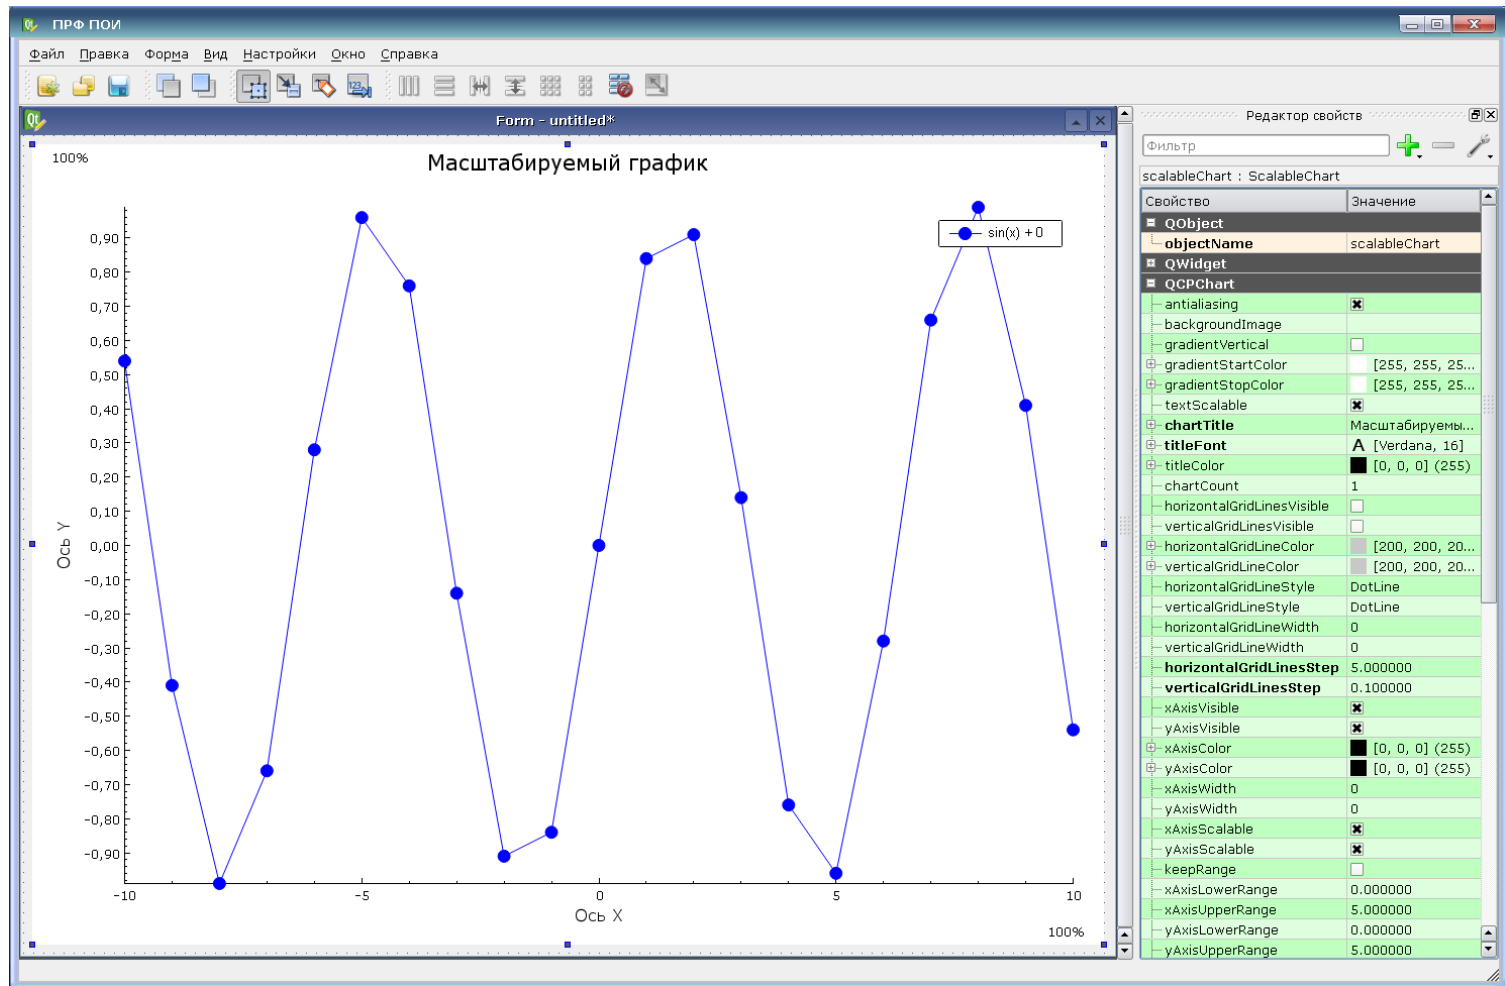 ПРФ ПОИ
Файл Правка Форма Вид Настройки Окно Справка
Form - untitled*
100%
Масштабируемый график
sin(x) + 0
0,90
0,80
0,70
0,60
0,50
0,40
0,30
0,20
0,10
0,00
-0,10
-0,20
-0,30
-0,40
-0,50
-0,60
-0,70
-0,80
-0,90
Ось Y
-10 -5 0 5 10
Ось X
100%
Редактор свойств
Фильтр
scalableChart : ScalableChart
Свойство Значение
QObject
objectName scalableChart
QWidget
QCPChart
antialiasing
backgroundImage
gradientVertical
gradientStartColor [255, 255, 25...
gradientStopColor [255, 255, 25...
textScalable
chartTitle Масштабируемы...
titleFont A [Verdana, 16]
titleColor [0, 0, 0] (255)
chartCount 1
horizontalGridLinesVisible
verticalGridLinesVisible
horizontalGridLineColor [200, 200, 20...
verticalGridLineColor [200, 200, 20...
horizontalGridLineStyle DotLine
verticalGridLineStyle DotLine
horizontalGridLineWidth 0
verticalGridLineWidth 0
horizontalGridLinesStep 5.000000
verticalGridLinesStep 0.100000
xAxisVisible
yAxisVisible
xAxisColor [0, 0, 0] (255)
yAxisColor [0, 0, 0] (255)
xAxisWidth 0
yAxisWidth 0
xAxisScalable
yAxisScalable
keepRange
xAxisLowerRange 0.000000
xAxisUpperRange 5.000000
yAxisLowerRange 0.000000
yAxisUpperRange 5.000000